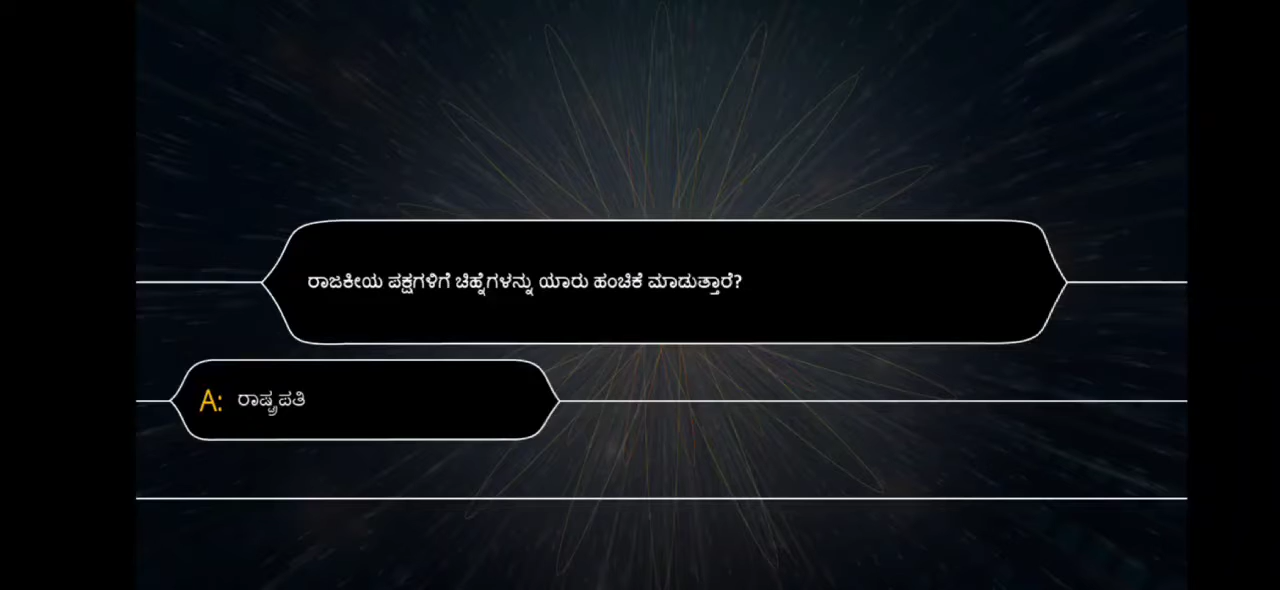 ರಾಜಕೀಯ ಪಕ್ಷಗಳಿಗೆ ಚಿಹ್ನೆಗಳನ್ನು ಯಾರು ಹಂಚಿಕೆ ಮಾಡುತ್ತಾರೆ?
A: ರಾಷ್ಟ್ರಪತಿ